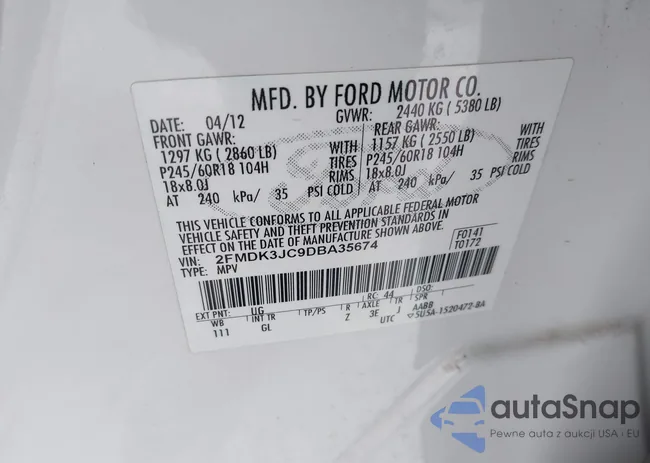 MFD. BY FORD MOTOR CO.
DATE: 04/12 GVWR: 2440 KG ( 5380 LB)
FRONT GAWR: REAR GAWR:
1297 KG ( 2860 LB) WITH 1157 KG ( 2550 LB) WITH
P245/60R18 104H TIRES P245/60R18 104H TIRES
18x8.0J RIMS 18x8.0J RIMS
AT 240 kPa/ 35 PSI COLD AT 240 kPa/ 35 PSI COLD
THIS VEHICLE CONFORMS TO ALL APPLICABLE FEDERAL MOTOR
VEHICLE SAFETY AND THEFT PREVENTION STANDARDS IN
EFFECT ON THE DATE OF MANUFACTURE SHOWN ABOVE.
VIN: 2FMDK3JC9DBA35674 F0141
TYPE: MPV T0172
EXT PNT: UG RC: 44 DSO:
WB INT TR TP/PS R AXLE TR SPR
111 GL Z 3E J AABB
UTC 5U5A-1520472-BA
autaSnap
Pewne auta z aukcji USA i EU